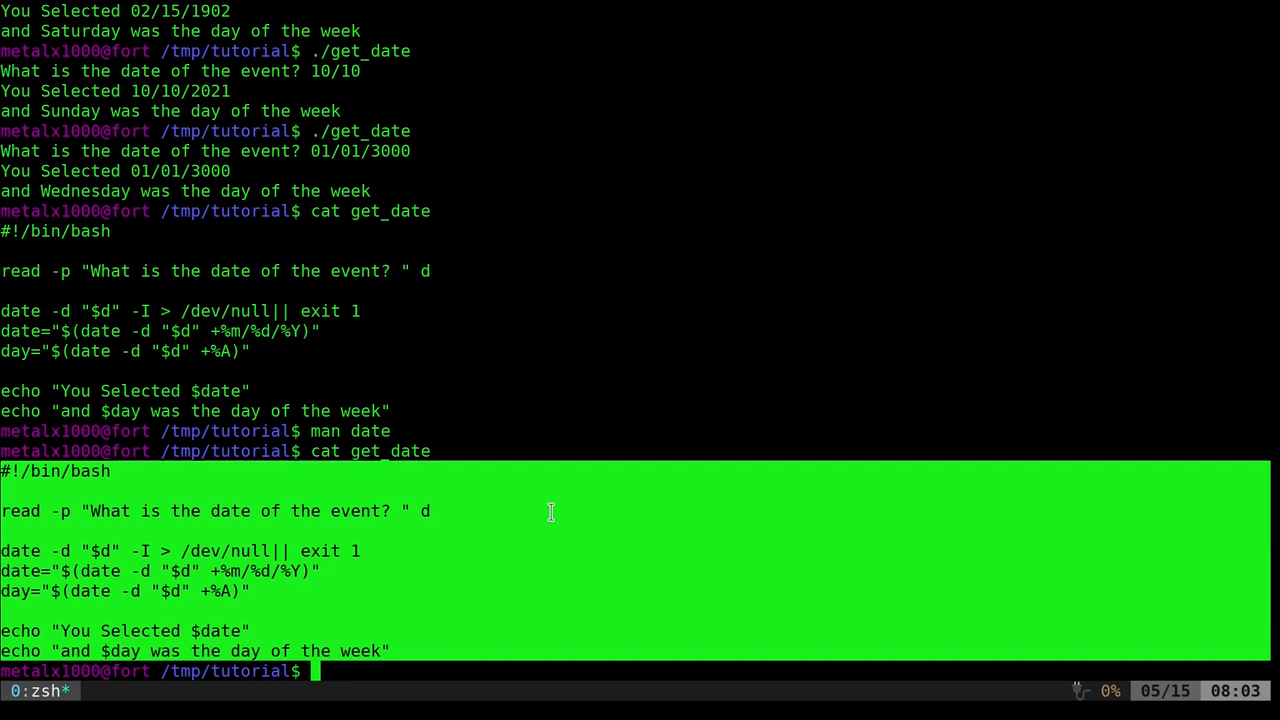 You Selected 02/15/1902
and Saturday was the day of the week
metalx1000@fort /tmp/tutorial$ ./get_date
What is the date of the event? 10/10
You Selected 10/10/2021
and Sunday was the day of the week
metalx1000@fort /tmp/tutorial$ ./get_date
What is the date of the event? 01/01/3000
You Selected 01/01/3000
and Wednesday was the day of the week
metalx1000@fort /tmp/tutorial$ cat get_date
#!/bin/bash
read -p "What is the date of the event? " d
date -d "$d" -I > /dev/null|| exit 1
date="$(date -d "$d" +%m/%d/%Y)"
day="$(date -d "$d" +%A)"
echo "You Selected $date"
echo "and $day was the day of the week"
metalx1000@fort /tmp/tutorial$ man date
metalx1000@fort /tmp/tutorial$ cat get_date
#!/bin/bash
read -p "What is the date of the event? " d
date -d "$d" -I > /dev/null|| exit 1
date="$(date -d "$d" +%m/%d/%Y)"
day="$(date -d "$d" +%A)"
echo "You Selected $date"
echo "and $day was the day of the week"
metalx1000@fort /tmp/tutorial$
0:zsh* 0% 05/15 08:03